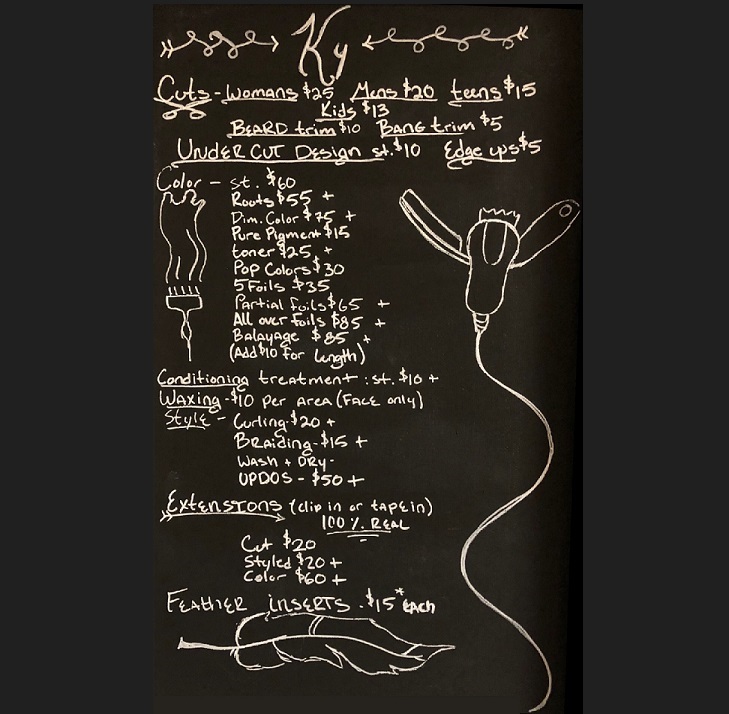 Ky
Cuts - Womans $25 Mens $20 teens $15
Kids $13
BEARD trim $10 BANG trim $5
UNDERCUT DESIGN st. $10 Edge ups $5
Color - st. $60
Roots $55 +
Dim. Color $75 +
Pure Pigment $15
toner $25 +
Pop Colors $30
5 Foils $35
Partial foils $65 +
All over foils $85 +
Balayage $85 +
(Add $10 for length)
Conditioning treatment : st. $10 +
Waxing - $10 per area (FACE only)
Style - Curling - $20 +
BRAiding - $15 +
WASH + DRy -
UPDOS - $50 +
EXTENSIONS (clip in or tapein)
100 % REAL
Cut $20
Styled $20 +
Color $60 +
FEATHER inSERTS . $15* EACH